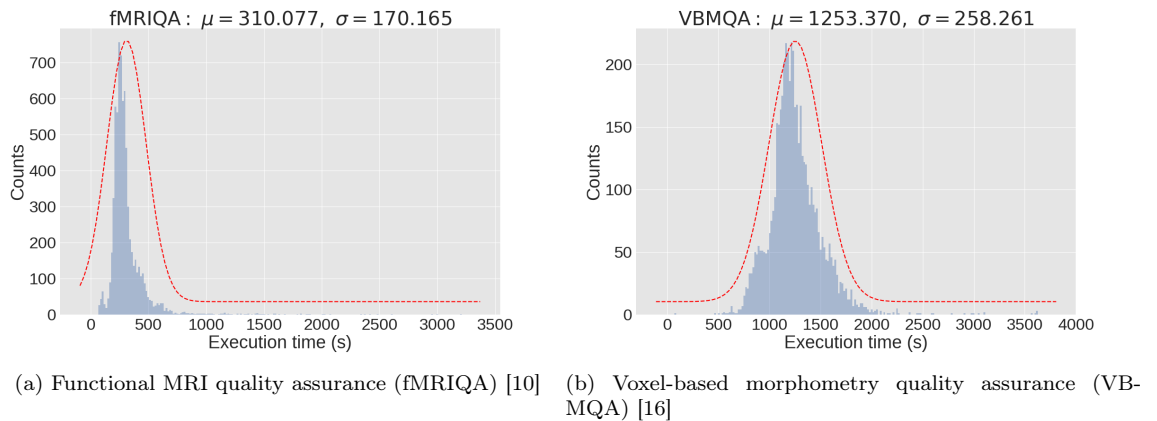 fMRIQA : μ = 310.077, σ = 170.165
700
600
500
400
300
200
100
0
Counts
0 500 1000 1500 2000 2500 3000 3500
Execution time (s)
(a) Functional MRI quality assurance (fMRIQA) [10]
VBMQA : μ = 1253.370, σ = 258.261
200
150
100
50
0
Counts
0 500 1000 1500 2000 2500 3000 3500 4000
Execution time (s)
(b) Voxel-based morphometry quality assurance (VB-
MQA) [16]